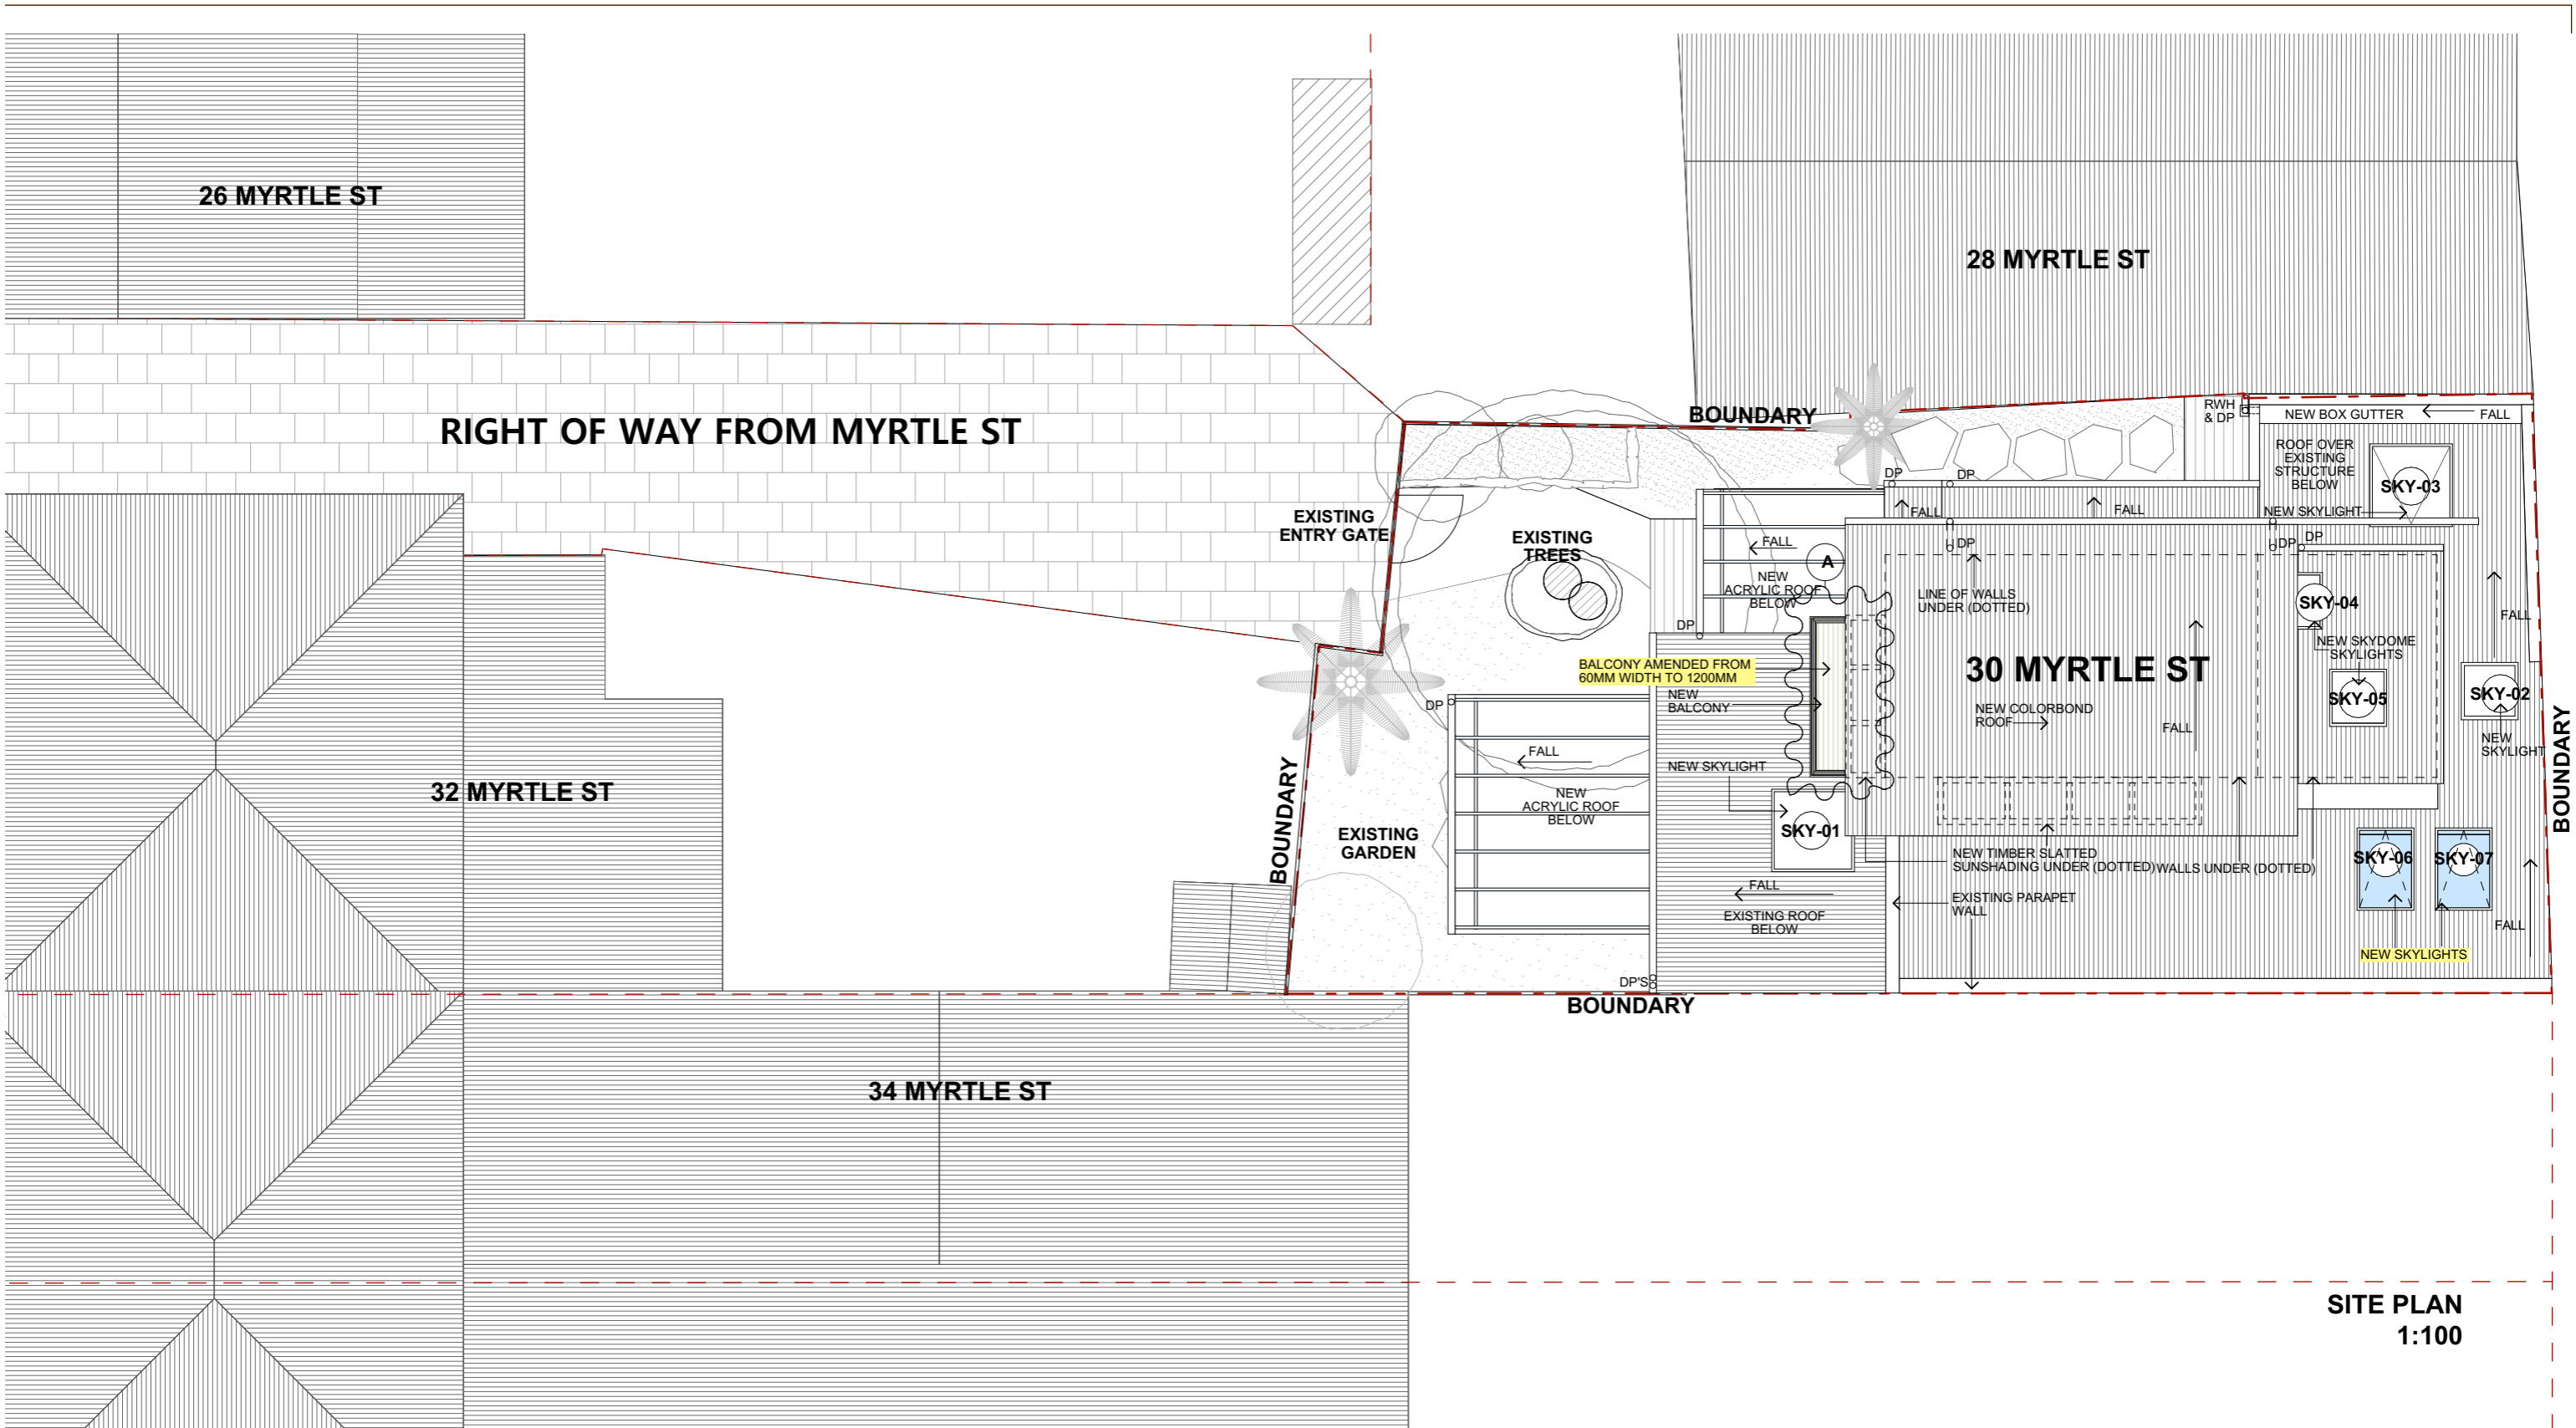 26 MYRTLE ST
28 MYRTLE ST
RIGHT OF WAY FROM MYRTLE ST
BOUNDARY
RWH
& DP
NEW BOX GUTTER
FALL
ROOF OVER
EXISTING
STRUCTURE
BELOW
SKY-03
NEW SKYLIGHT
DP
DP
FALL
FALL
EXISTING
ENTRY GATE
EXISTING
TREES
FALL
A
NEW
ACRYLIC ROOF
BELOW
DP
DP
DP
LINE OF WALLS
UNDER (DOTTED)
SKY-04
FALL
DP
NEW SKYDOME
SKYLIGHTS
BALCONY AMENDED FROM
60MM WIDTH TO 1200MM
30 MYRTLE ST
NEW
BALCONY
DP
SKY-05
SKY-02
NEW COLORBOND
ROOF
FALL
NEW
SKYLIGHT
BOUNDARY
FALL
NEW SKYLIGHT
32 MYRTLE ST
BOUNDARY
NEW
ACRYLIC ROOF
BELOW
EXISTING
GARDEN
SKY-01
NEW TIMBER SLATTED
SUNSHADING UNDER (DOTTED)
WALLS UNDER (DOTTED)
SKY-06
SKY-07
FALL
EXISTING PARAPET
WALL
EXISTING ROOF
BELOW
FALL
NEW SKYLIGHTS
DP'S
BOUNDARY
34 MYRTLE ST
SITE PLAN
1:100